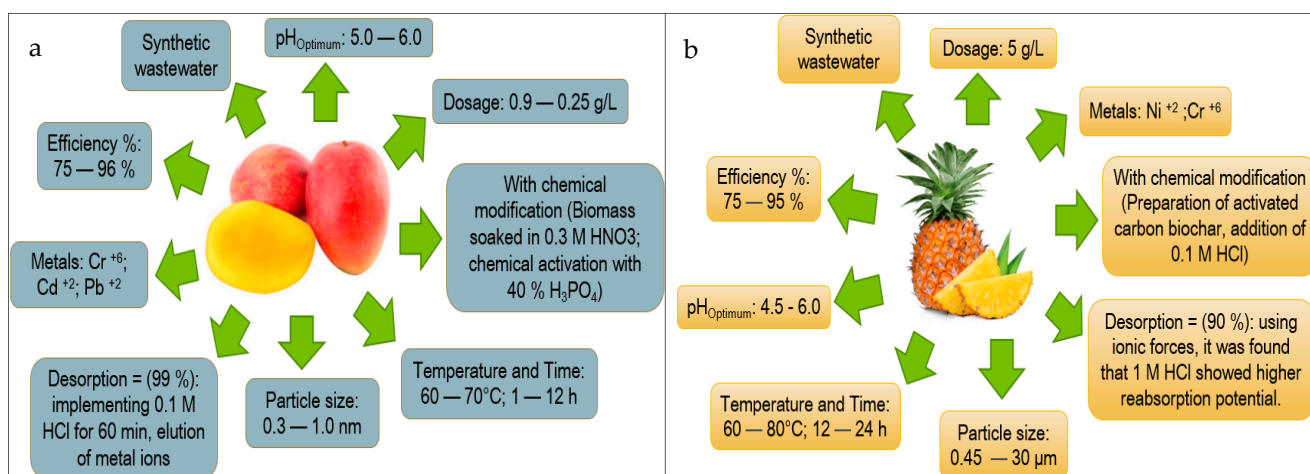 a
Synthetic
wastewater
pHOptimum: 5.0 — 6.0
Dosage: 0.9 — 0.25 g/L
Efficiency %:
75 — 96 %
With chemical
modification (Biomass
soaked in 0.3 M HNO3;
chemical activation with
40 % H₃PO₄)
Metals: Cr ⁺⁶;
Cd ⁺²; Pb ⁺²
Desorption = (99 %):
implementing 0.1 M
HCl for 60 min, elution
of metal ions
Particle size:
0.3 — 1.0 nm
Temperature and Time:
60 — 70°C; 1 — 12 h
b
Synthetic
wastewater
Dosage: 5 g/L
Metals: Ni ⁺² ;Cr ⁺⁶
Efficiency %:
75 — 95 %
With chemical modification
(Preparation of activated
carbon biochar, addition of
0.1 M HCl)
pHOptimum: 4.5 - 6.0
Desorption = (90 %): using
ionic forces, it was found
that 1 M HCl showed higher
reabsorption potential.
Temperature and Time:
60 — 80°C; 12 — 24 h
Particle size:
0.45 — 30 µm